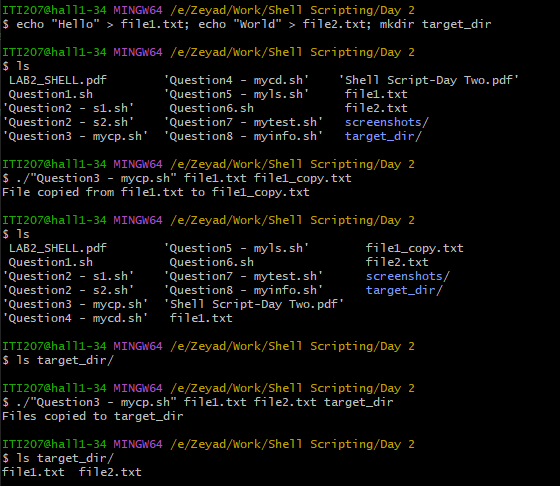 ITI207@hall1-34 MINGW64 /e/Zeyad/Work/Shell Scripting/Day 2
$ echo "Hello" > file1.txt; echo "World" > file2.txt; mkdir target_dir
ITI207@hall1-34 MINGW64 /e/Zeyad/Work/Shell Scripting/Day 2
$ ls
LAB2_SHELL.pdf 'Question4 - mycd.sh' 'Shell Script-Day Two.pdf'
Question1.sh 'Question5 - myls.sh' file1.txt
'Question2 - s1.sh' Question6.sh file2.txt
'Question2 - s2.sh' 'Question7 - mytest.sh' screenshots/
'Question3 - mycp.sh' 'Question8 - myinfo.sh' target_dir/
ITI207@hall1-34 MINGW64 /e/Zeyad/Work/Shell Scripting/Day 2
$ ./"Question3 - mycp.sh" file1.txt file1_copy.txt
File copied from file1.txt to file1_copy.txt
ITI207@hall1-34 MINGW64 /e/Zeyad/Work/Shell Scripting/Day 2
$ ls
LAB2_SHELL.pdf 'Question5 - myls.sh' file1_copy.txt
Question1.sh Question6.sh file2.txt
'Question2 - s1.sh' 'Question7 - mytest.sh' screenshots/
'Question2 - s2.sh' 'Question8 - myinfo.sh' target_dir/
'Question3 - mycp.sh' 'Shell Script-Day Two.pdf'
'Question4 - mycd.sh' file1.txt
ITI207@hall1-34 MINGW64 /e/Zeyad/Work/Shell Scripting/Day 2
$ ls target_dir/
ITI207@hall1-34 MINGW64 /e/Zeyad/Work/Shell Scripting/Day 2
$ ./"Question3 - mycp.sh" file1.txt file2.txt target_dir
Files copied to target_dir
ITI207@hall1-34 MINGW64 /e/Zeyad/Work/Shell Scripting/Day 2
$ ls target_dir/
file1.txt file2.txt